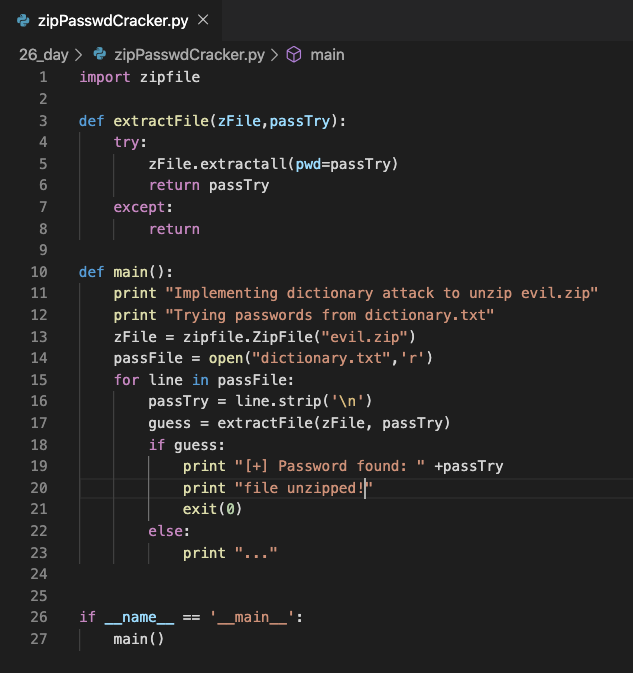 zipPasswdCracker.py ×
26_day > zipPasswdCracker.py > main
1 import zipfile
2
3 def extractFile(zFile,passTry):
4     try:
5         zFile.extractall(pwd=passTry)
6         return passTry
7     except:
8         return
9
10 def main():
11     print "Implementing dictionary attack to unzip evil.zip"
12     print "Trying passwords from dictionary.txt"
13     zFile = zipfile.ZipFile("evil.zip")
14     passFile = open("dictionary.txt",'r')
15     for line in passFile:
16         passTry = line.strip('\n')
17         guess = extractFile(zFile, passTry)
18         if guess:
19             print "[+] Password found: " +passTry
20             print "file unzipped!"
21             exit(0)
22         else:
23             print "..."
24
25
26 if __name__ == '__main__':
27     main()